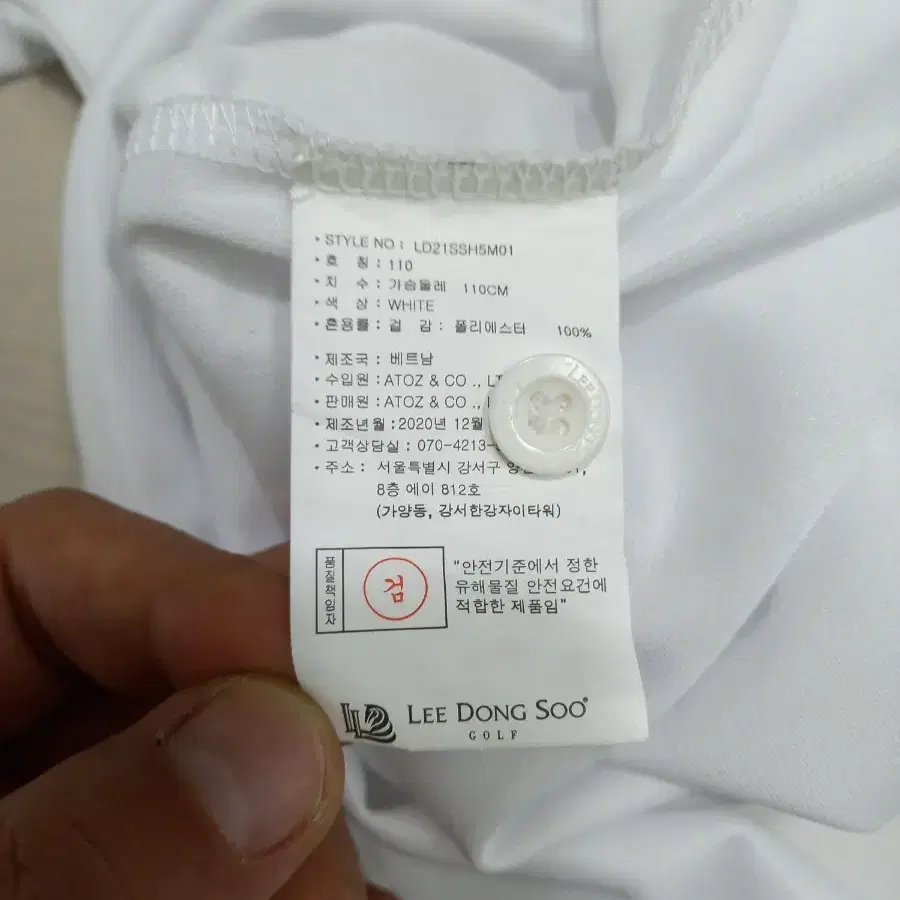 • STYLE NO : LD21SSH5M01
• 호 칭 : 110
• 치 수 : 가슴둘레 110CM
• 색 상 : WHITE
• 혼용률 : 겉 감 : 폴리에스터 100%
• 제조국 : 베트남
• 수입원 : ATOZ & CO .,
• 판매원 : ATOZ & CO .,
• 제조년월 : 2020년 12월
• 고객상담실 : 070-4213-
• 주소 : 서울특별시 강서구
8층 에이 812호
(가양동, 강서한강자이타워)
품질책임자
검
"안전기준에서 정한
유해물질 안전요건에
적합한 제품임"
LEE DONG SOO®
GOLF